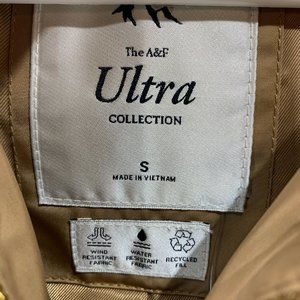 The A&F
Ultra
COLLECTION
S
MADE IN VIETNAM
WIND
RESISTANT
FABRIC
WATER
RESISTANT
FABRIC
RECYCLED
FILL